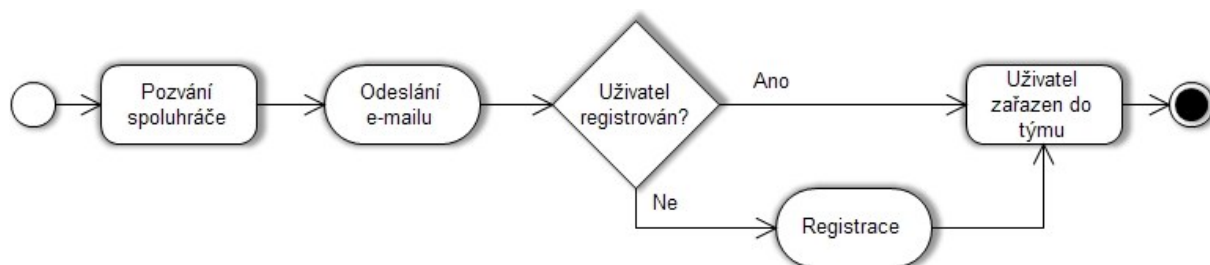 Pozvání
spoluhráče
Odeslání
e-mailu
Uživatel
registrován?
Ano
Uživatel
zařazen do
týmu
Ne
Registrace